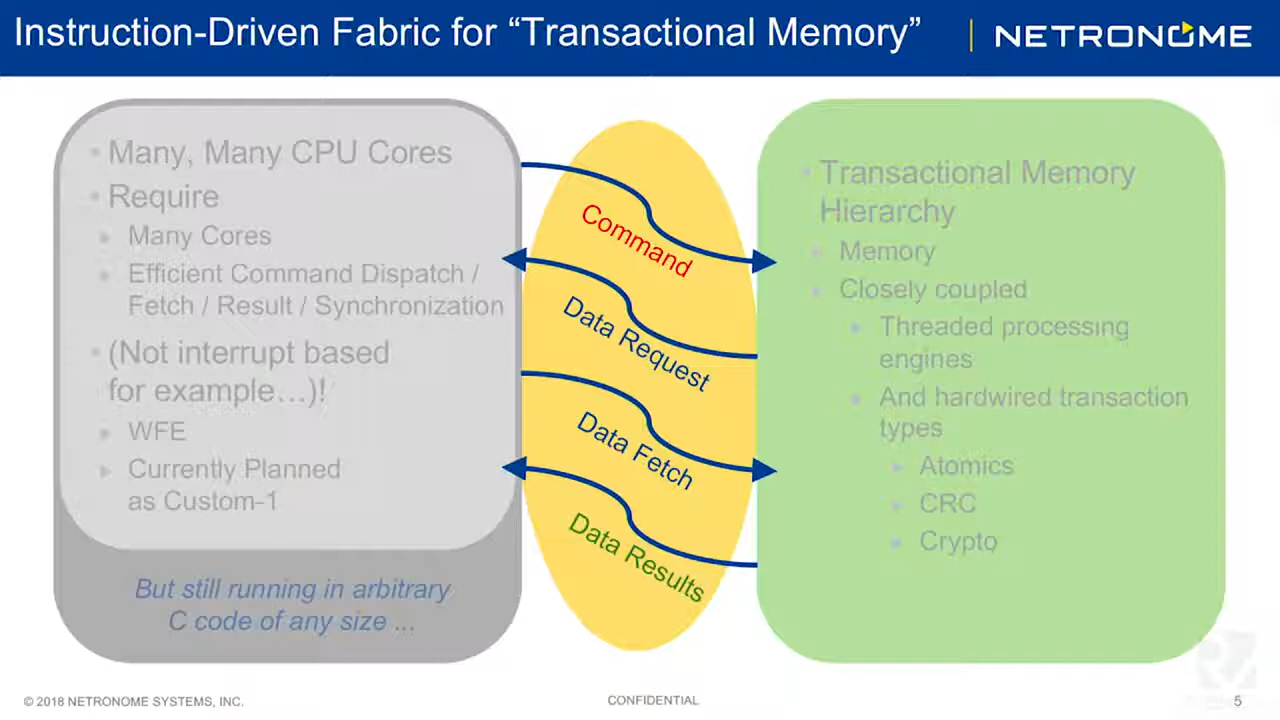 Instruction-Driven Fabric for “Transactional Memory”
NETRONOME
• Many, Many CPU Cores
• Require
Many Cores
Efficient Command Dispatch /
Fetch / Result / Synchronization
• (Not interrupt based
for example…)!
WFE
Currently Planned
as Custom-1
But still running in arbitrary
C code of any size ...
Command
Data Request
Data Fetch
Data Results
• Transactional Memory
Hierarchy
Memory
Closely coupled
Threaded processing
engines
And hardwired transaction
types
Atomics
CRC
Crypto
© 2018 NETRONOME SYSTEMS, INC.
CONFIDENTIAL
5